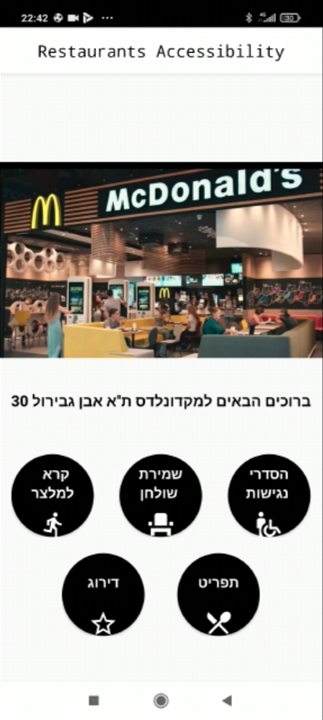 22:42
Restaurants Accessibility
McDonald's
ברוכים הבאים למקדונלדס ת"א אבן גבירול 30
הסדרי
נגישות
שמירת
שולחן
קרא
למלצר
תפריט
דירוג